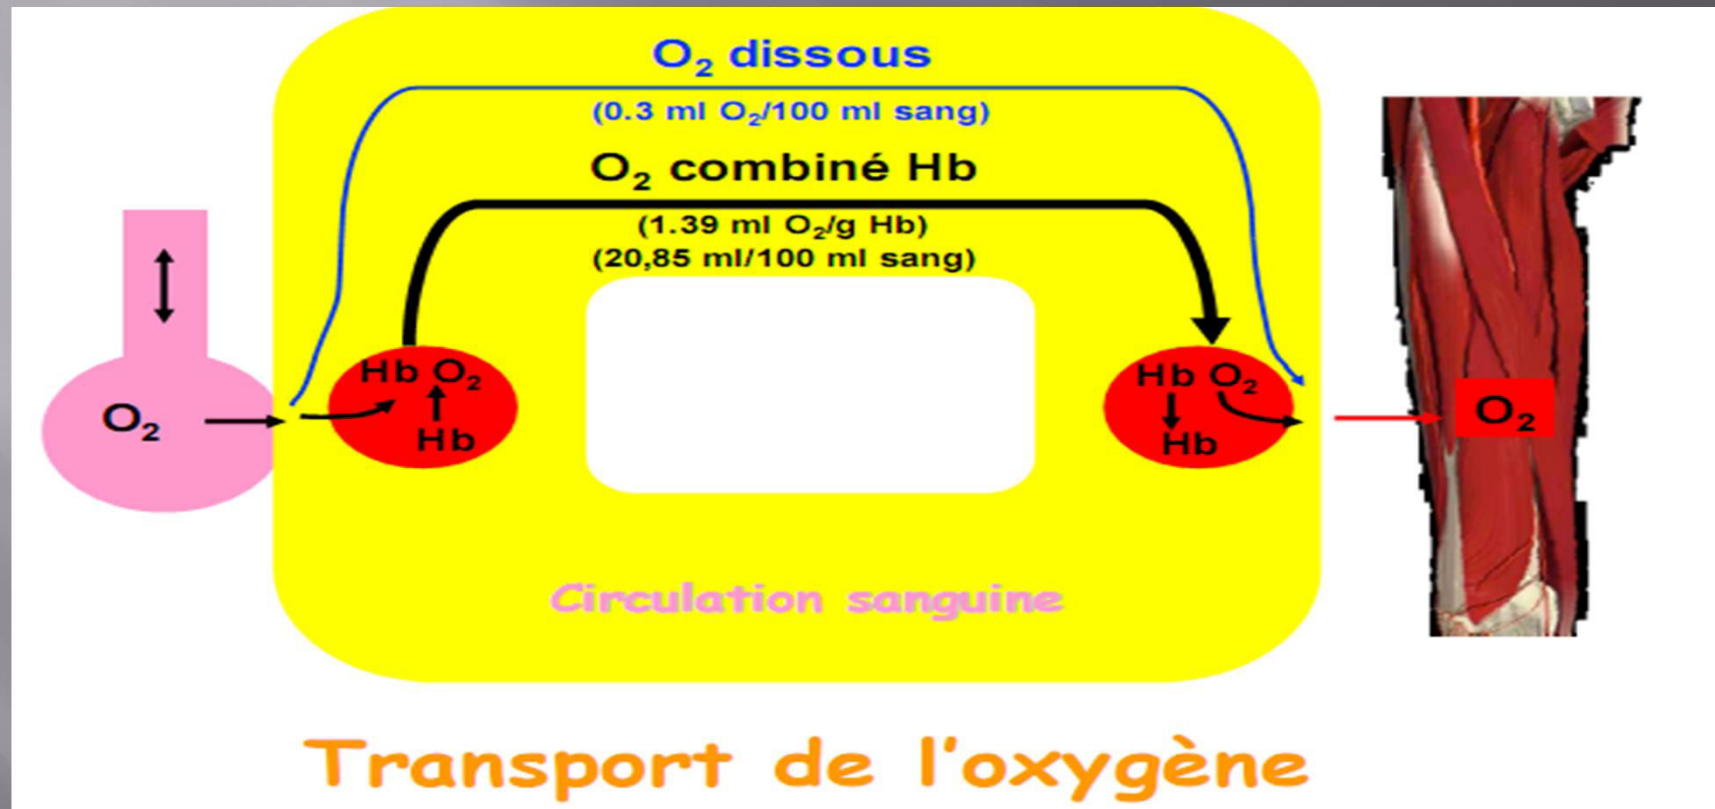 O₂ dissous
(0.3 ml O₂/100 ml sang)
O₂ combiné Hb
(1.39 ml O₂/g Hb)
(20,85 ml/100 ml sang)
O₂
Hb O₂
Hb
Hb O₂
Hb
O₂
Circulation sanguine
Transport de l'oxygène